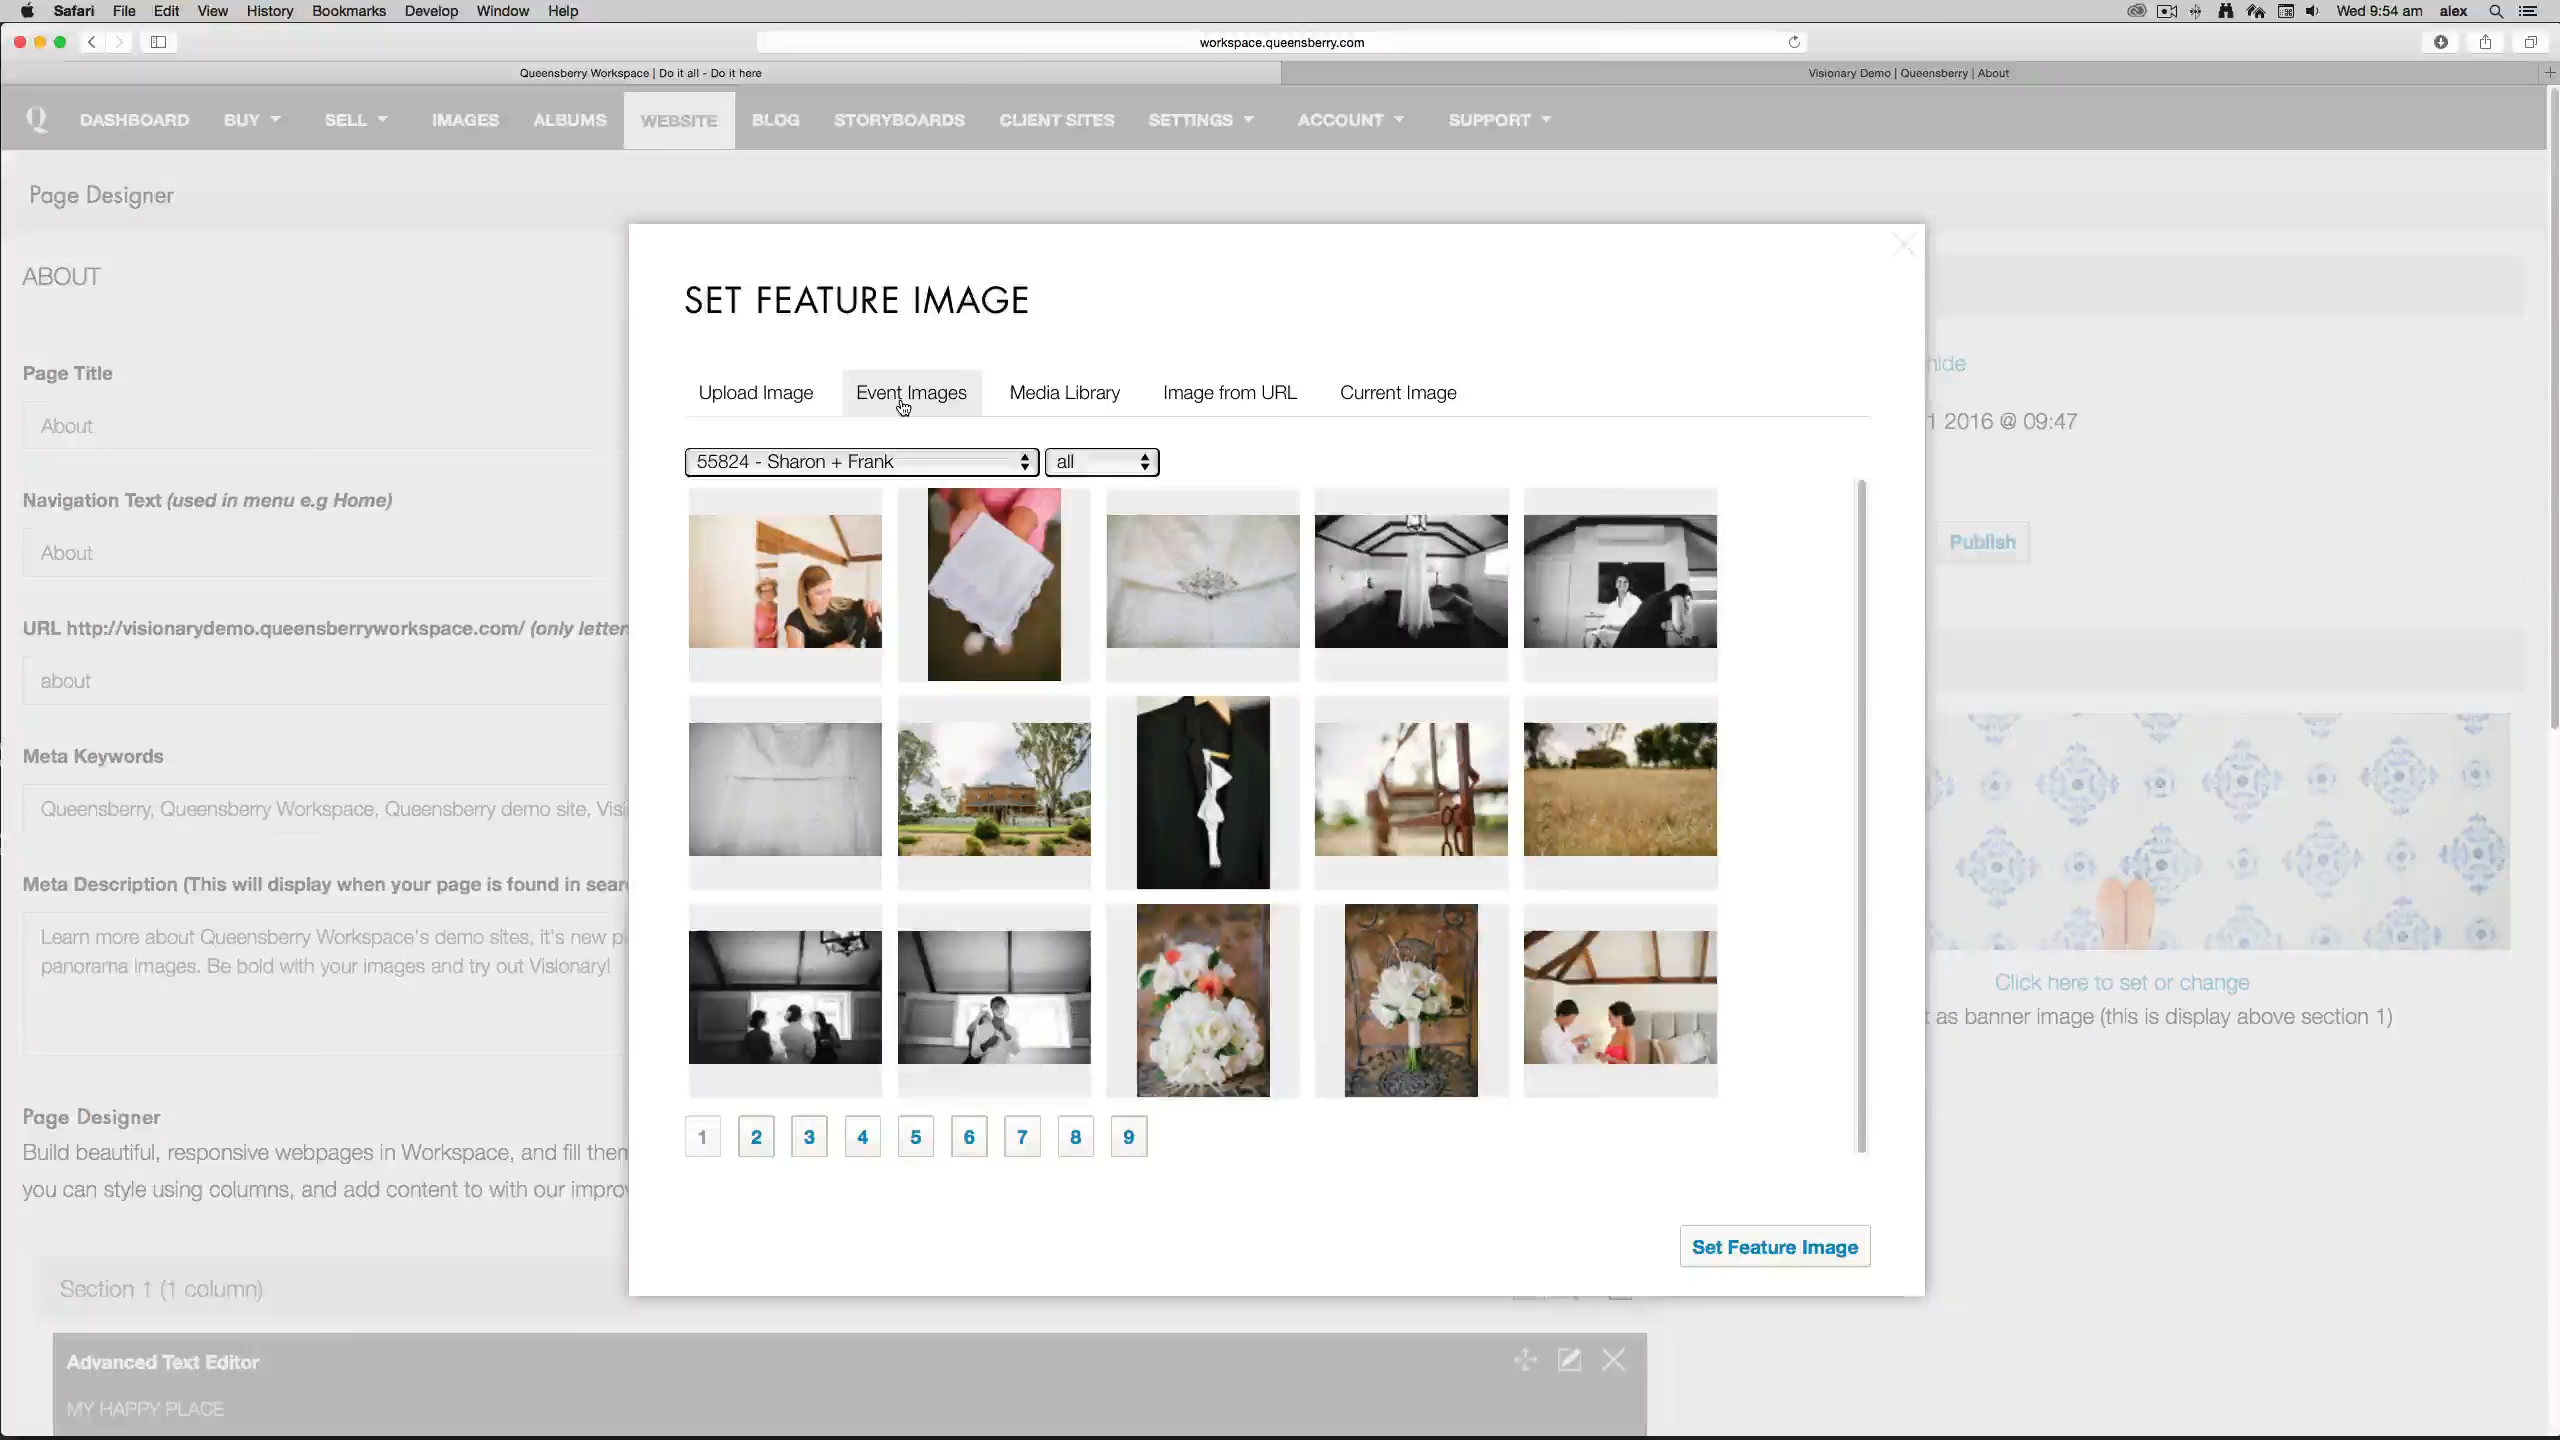 Safari File Edit View History Bookmarks Develop Window Help Wed 9:54 am alex
workspace.queensberry.com
Queensberry Workspace | Do it all - Do it here Visionary Demo | Queensberry | About
Q DASHBOARD BUY SELL IMAGES ALBUMS WEBSITE BLOG STORYBOARDS CLIENT SITES SETTINGS ACCOUNT SUPPORT
Page Designer
ABOUT
Page Title
About
Navigation Text (used in menu e.g Home)
About
URL http://visionarydemo.queensberryworkspace.com/ (only letter
about
Meta Keywords
Queensberry, Queensberry Workspace, Queensberry demo site, Visi
Meta Description (This will display when your page is found in sear
Learn more about Queensberry Workspace's demo sites, it's new p
panorama images. Be bold with your images and try out Visionary!
Page Designer
Build beautiful, responsive webpages in Workspace, and fill them
you can style using columns, and add content to with our improv
Section 1 (1 column)
Advanced Text Editor
MY HAPPY PLACE
SET FEATURE IMAGE
Upload Image Event Images Media Library Image from URL Current Image
55824 - Sharon + Frank all
1 2 3 4 5 6 7 8 9
Set Feature Image
hide
1 2016 @ 09:47
Publish
Click here to set or change
t as banner image (this is display above section 1)